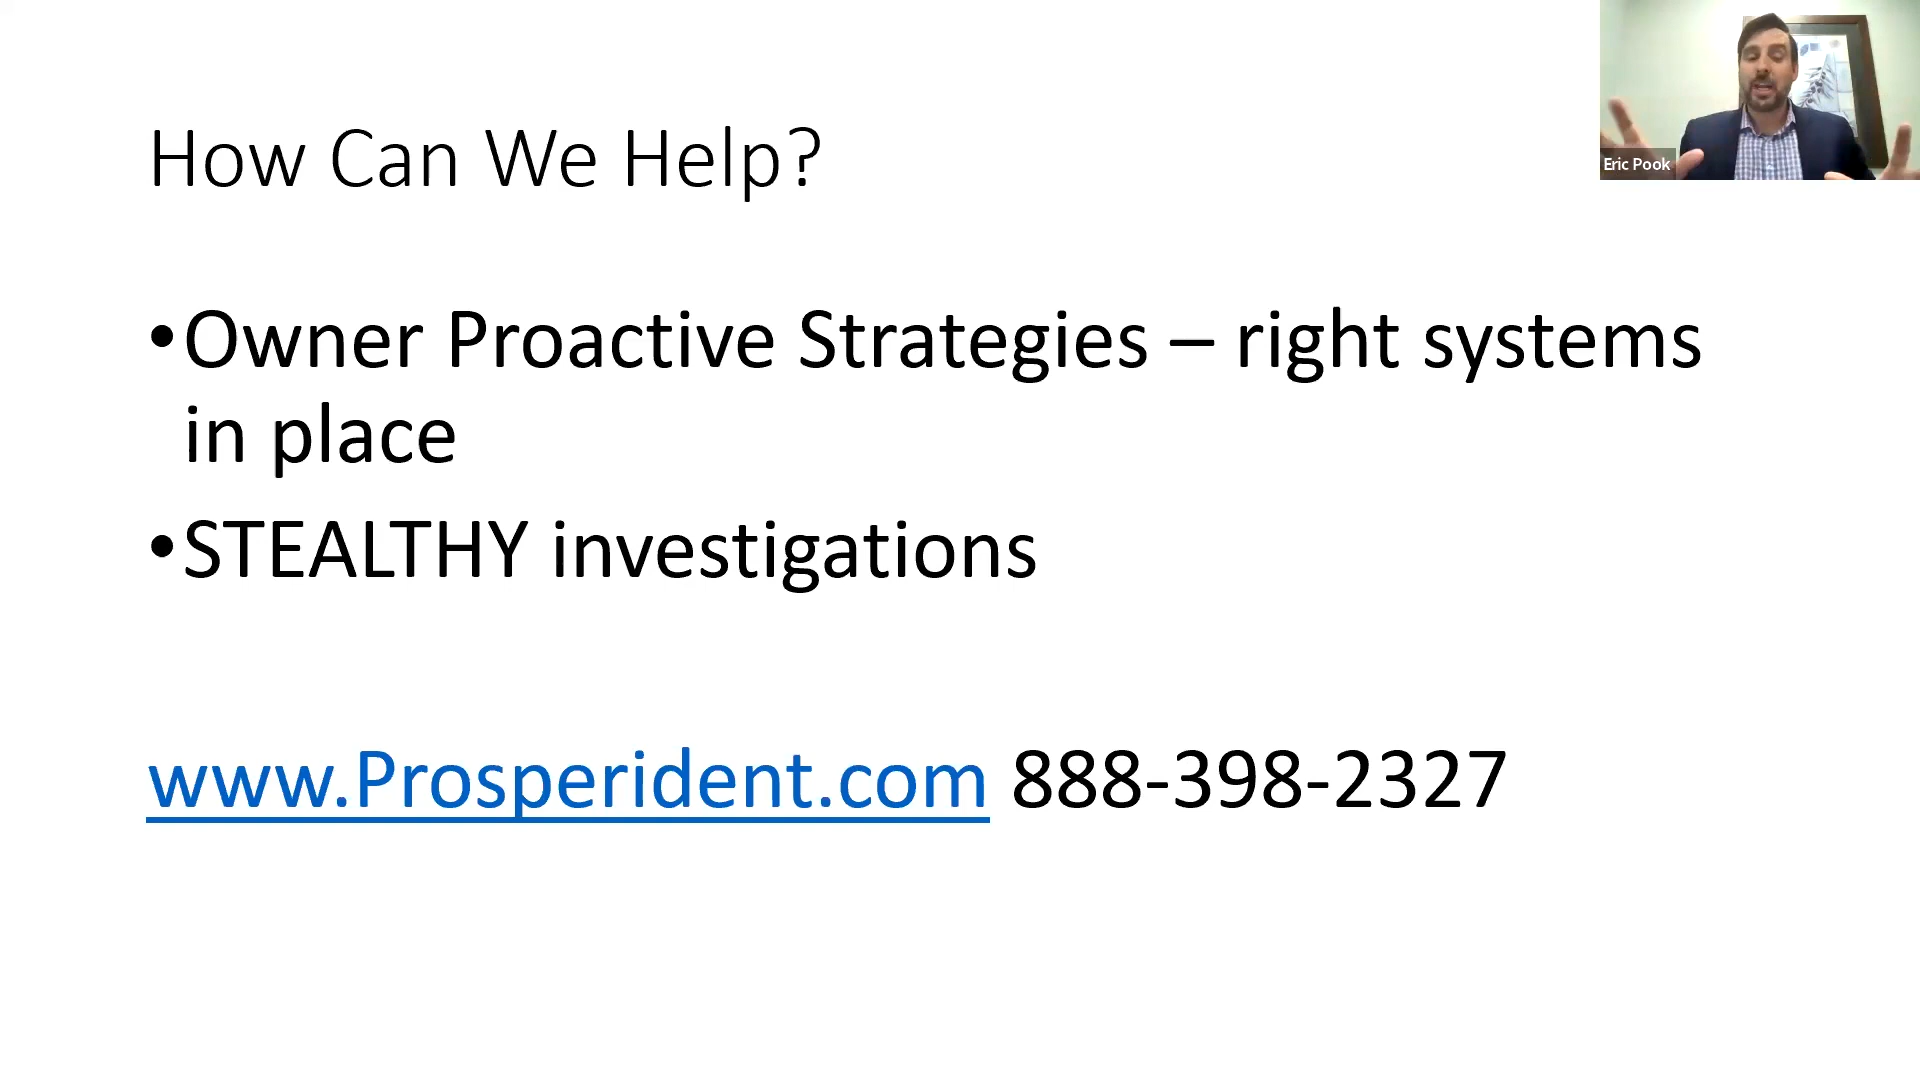 How Can We Help?
Eric Pook
•Owner Proactive Strategies – right systems
in place
•STEALTHY investigations
www.Prosperident.com 888-398-2327